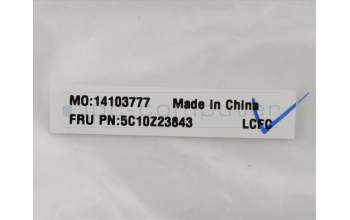 MO:14103777 Made in China
FRU PN:5C10Z23843 LCFC